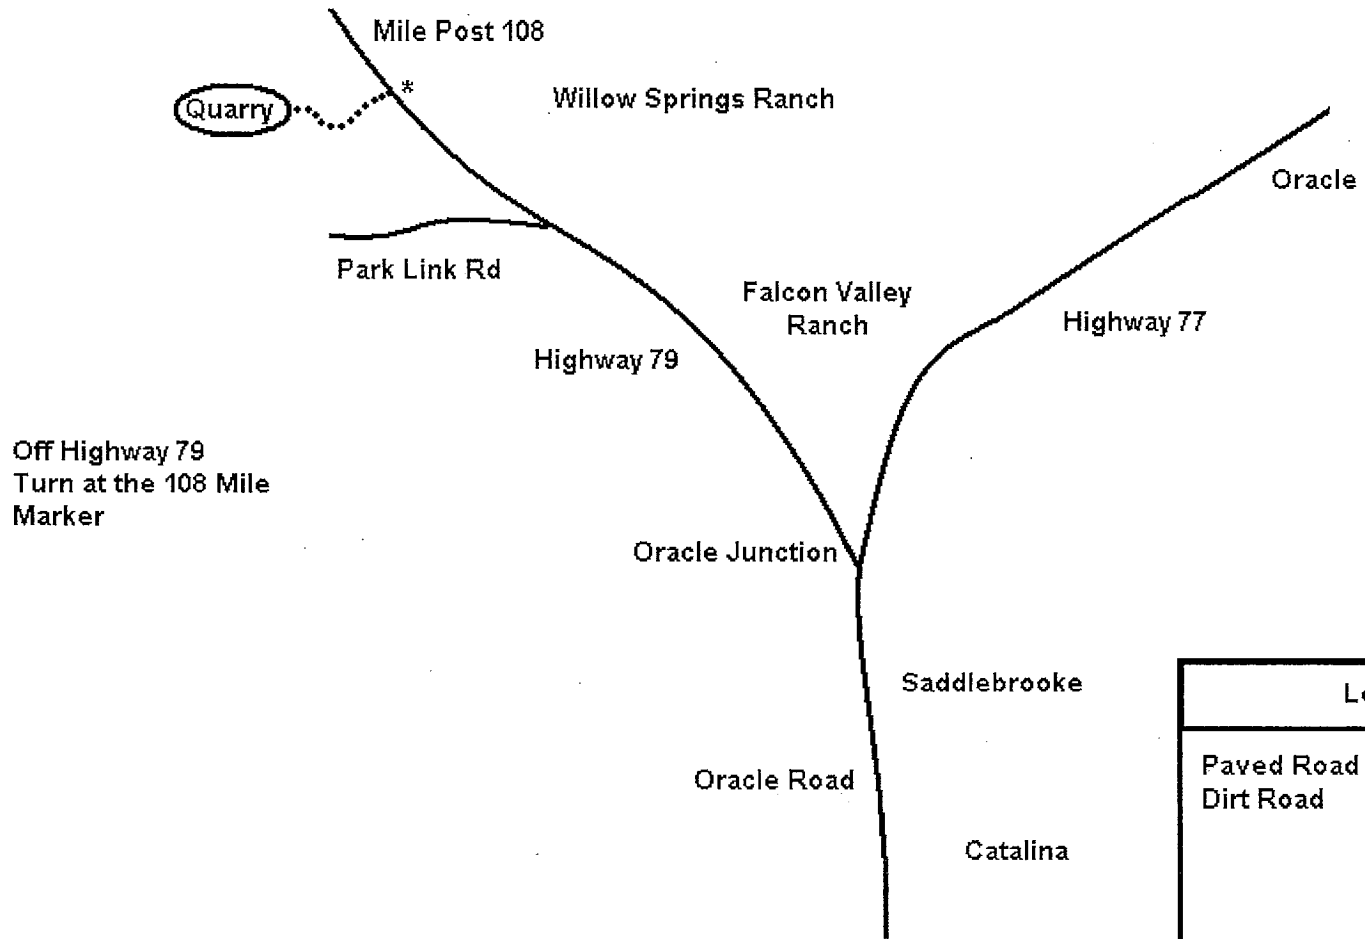 Mile Post 108
*
Quarry
Willow Springs Ranch
Oracle
Park Link Rd
Falcon Valley
Ranch
Highway 77
Highway 79
Off Highway 79
Turn at the 108 Mile
Marker
Oracle Junction
Saddlebrooke
Oracle Road
Catalina
Paved Road
Dirt Road